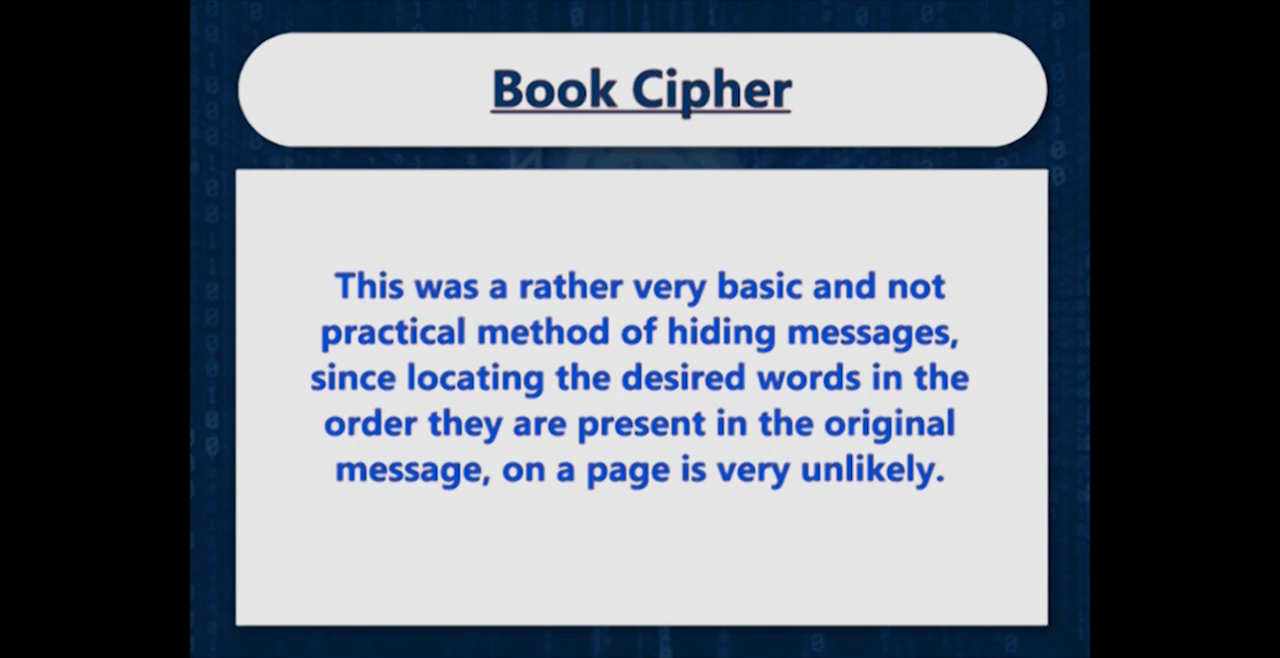 Book Cipher
This was a rather very basic and not
practical method of hiding messages,
since locating the desired words in the
order they are present in the original
message, on a page is very unlikely.